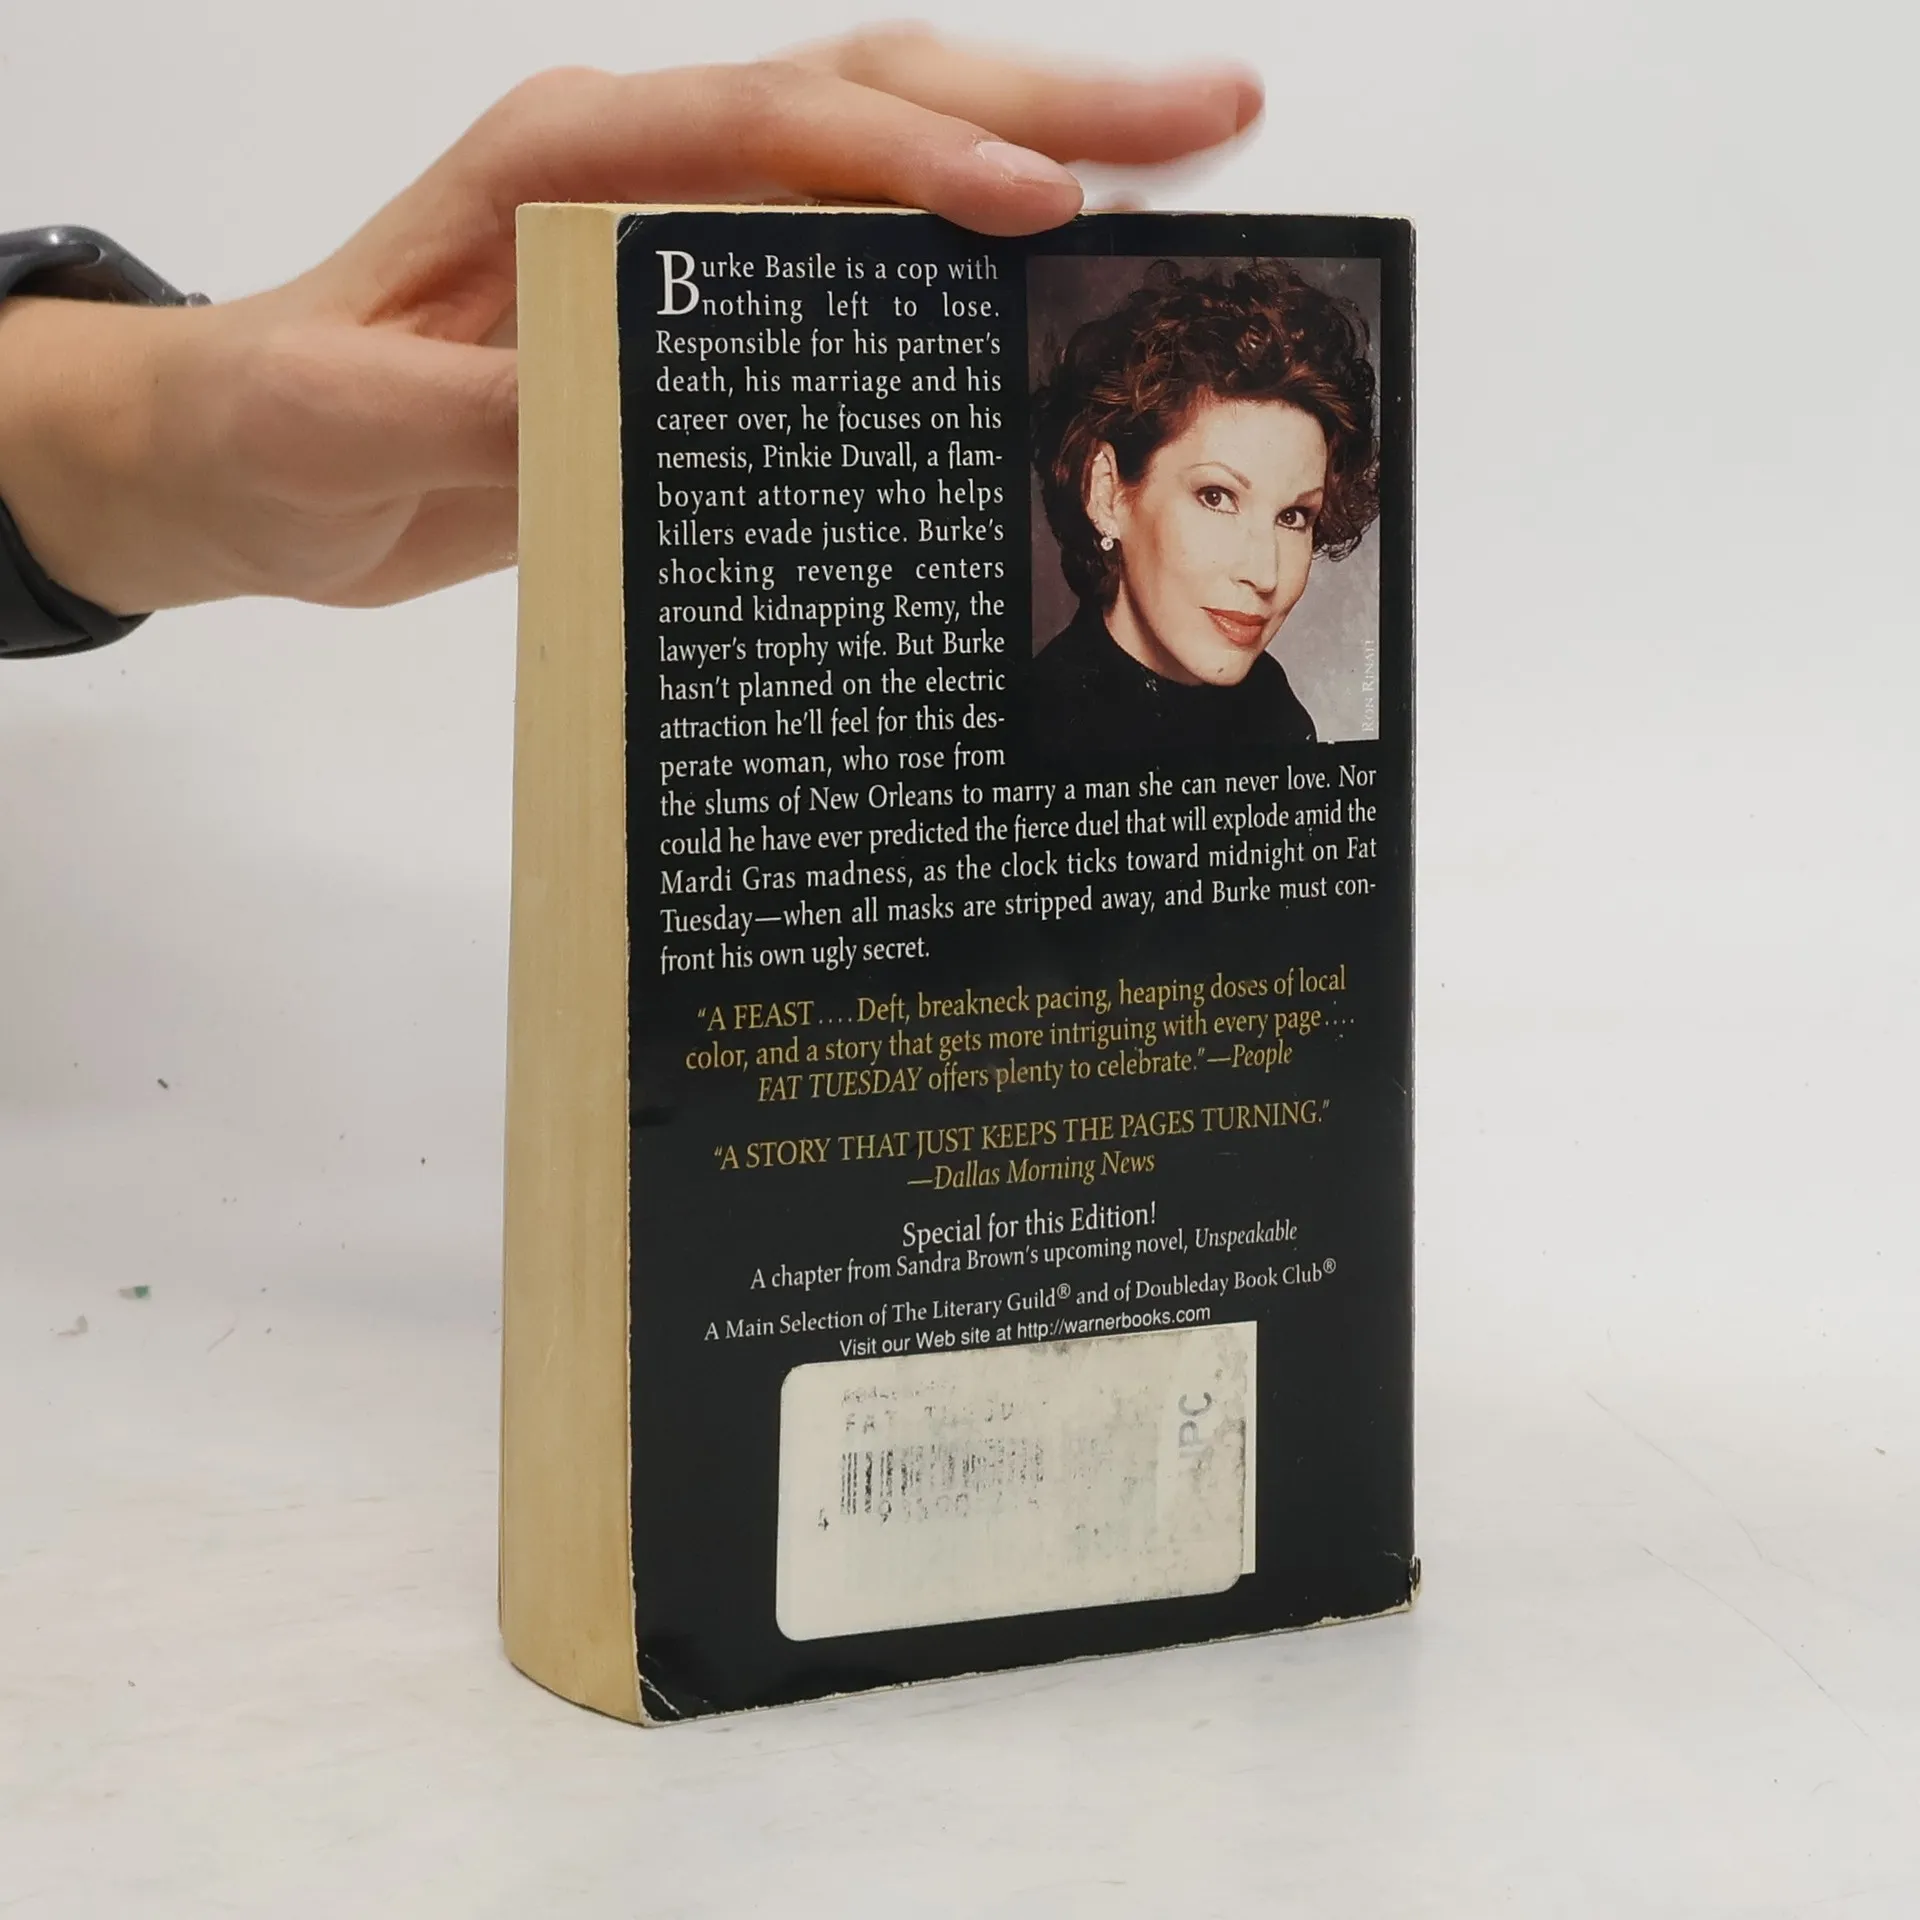 Burke Basile is a cop with
nothing left to lose.
Responsible for his partner's
death, his marriage and his
career over, he focuses on his
nemesis, Pinkie Duvall, a flam-
boyant attorney who helps
killers evade justice. Burke's
shocking revenge centers
around kidnapping Remy, the
lawyer's trophy wife. But Burke
hasn't planned on the electric
attraction he'll feel for this des-
perate woman, who rose from
the slums of New Orleans to marry a man she can never love. Nor
could he have ever predicted the fierce duel that will explode amid the
Mardi Gras madness, as the clock ticks toward midnight on Fat
Tuesday—when all masks are stripped away, and Burke must con-
front his own ugly secret.
RON RINALI
"A FEAST....Deft, breakneck pacing, heaping doses of local
color, and a story that gets more intriguing with every page....
FAT TUESDAY offers plenty to celebrate."—People
"A STORY THAT JUST KEEPS THE PAGES TURNING."
—Dallas Morning News
Special for this Edition!
A chapter from Sandra Brown's upcoming novel, Unspeakable
A Main Selection of The Literary Guild® and of Doubleday Book Club®
Visit our Web site at http://warnerbooks.com
FAT
UPC
4 9